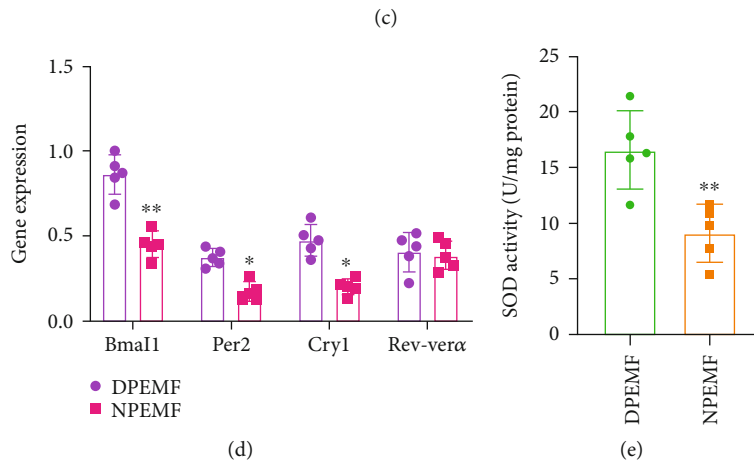 (c)
1.5
1.0
0.5
0.0
Gene expression
**
*
*
BmaI1 Per2 Cry1 Rev-verα
DPEMF
NPEMF
(d)
25
20
15
10
5
0
SOD activity (U/mg protein)
**
DPEMF NPEMF
(e)